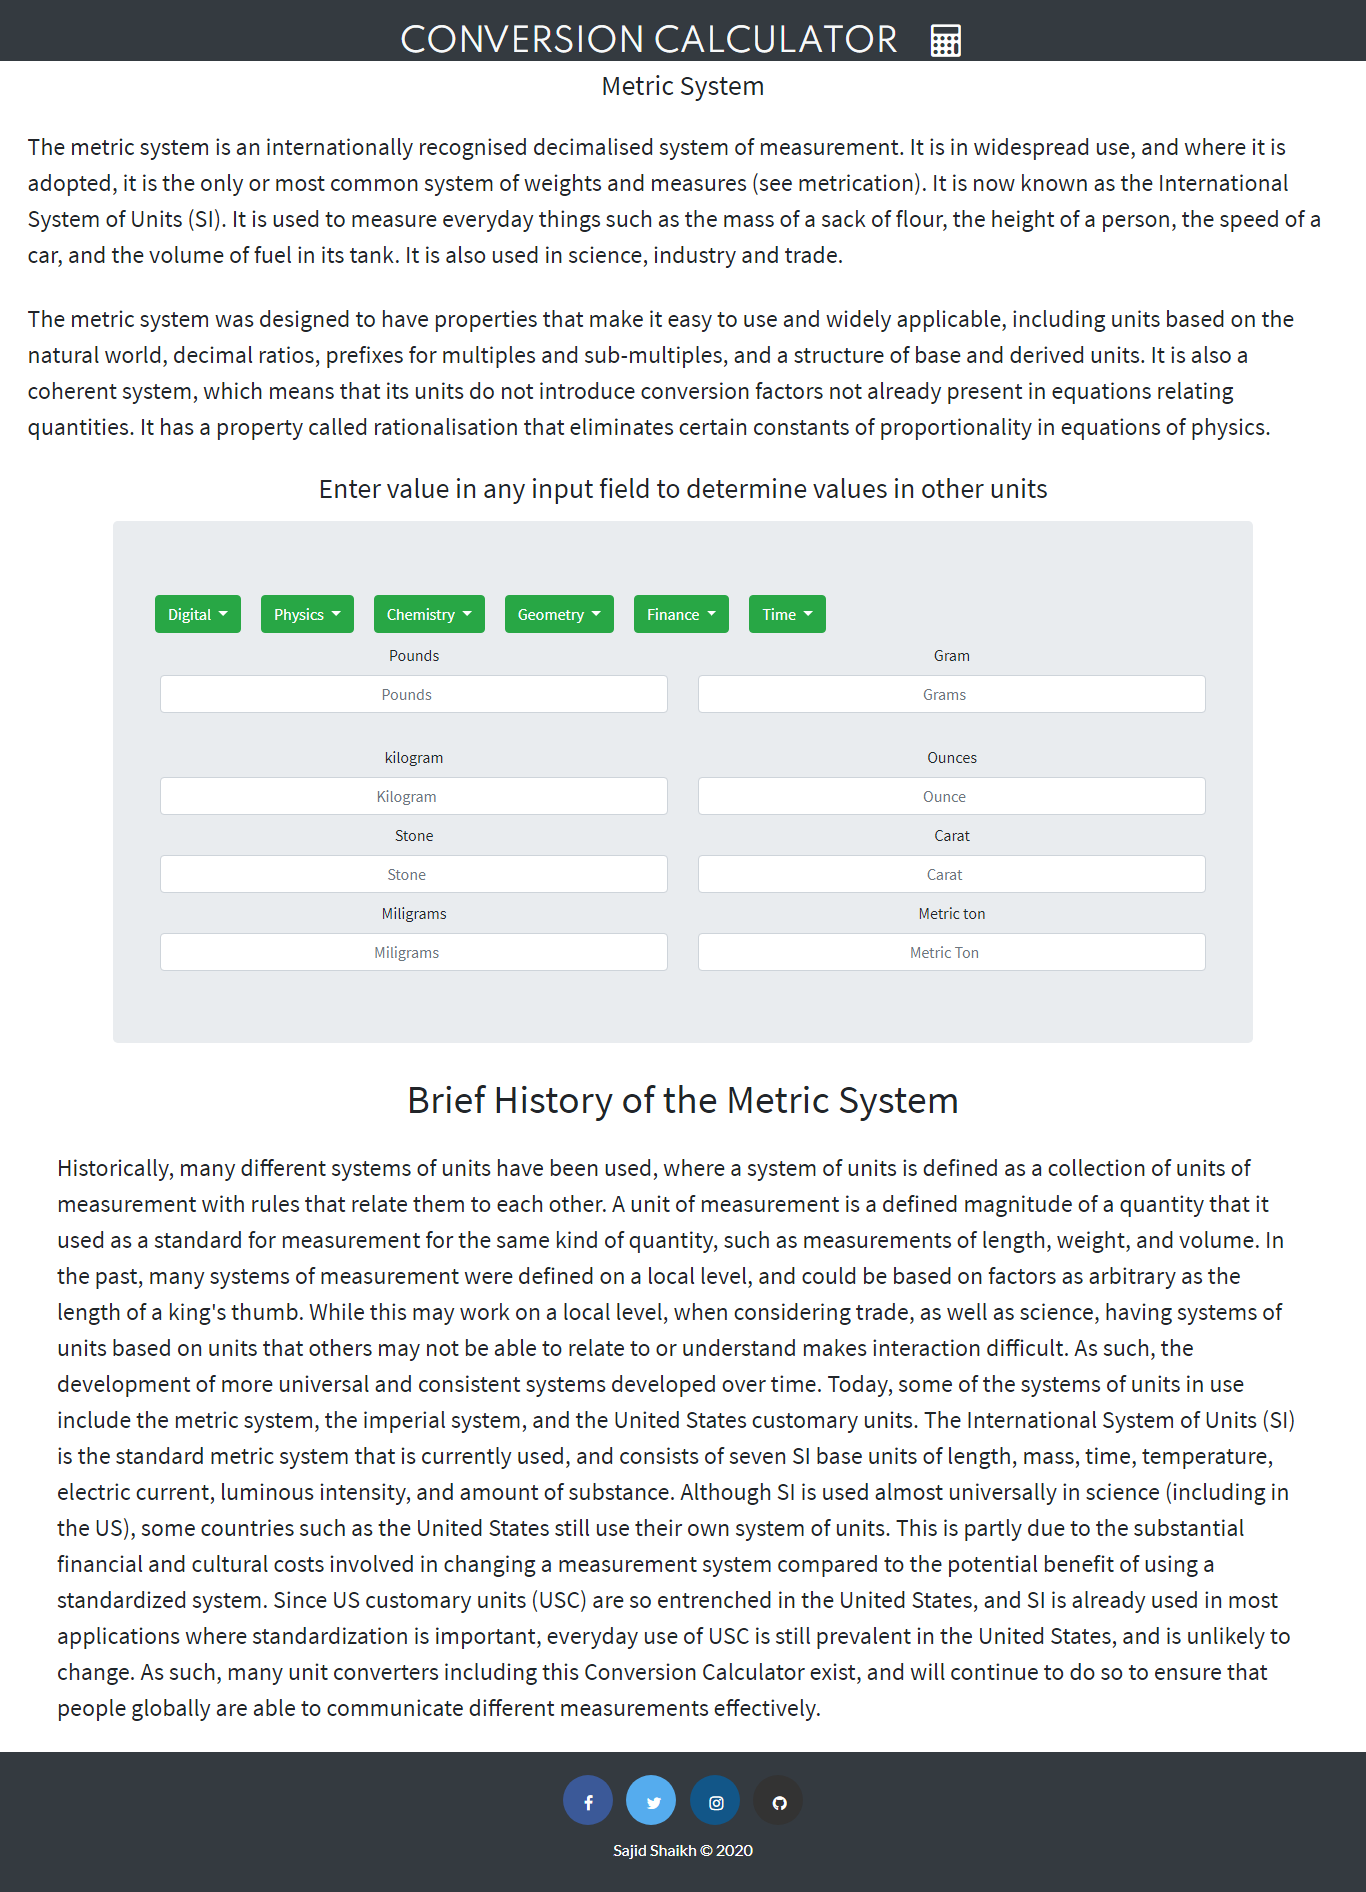 CONVERSION CALCULATOR
Metric System
The metric system is an internationally recognised decimalised system of measurement. It is in widespread use, and where it is
adopted, it is the only or most common system of weights and measures (see metrication). It is now known as the International
System of Units (SI). It is used to measure everyday things such as the mass of a sack of flour, the height of a person, the speed of a
car, and the volume of fuel in its tank. It is also used in science, industry and trade.
The metric system was designed to have properties that make it easy to use and widely applicable, including units based on the
natural world, decimal ratios, prefixes for multiples and sub-multiples, and a structure of base and derived units. It is also a
coherent system, which means that its units do not introduce conversion factors not already present in equations relating
quantities. It has a property called rationalisation that eliminates certain constants of proportionality in equations of physics.
Enter value in any input field to determine values in other units
Digital Physics Chemistry Geometry Finance Time
Pounds Gram
Pounds Grams
kilogram Ounces
Kilogram Ounce
Stone Carat
Stone Carat
Miligrams Metric ton
Miligrams Metric Ton
Brief History of the Metric System
Historically, many different systems of units have been used, where a system of units is defined as a collection of units of
measurement with rules that relate them to each other. A unit of measurement is a defined magnitude of a quantity that it
used as a standard for measurement for the same kind of quantity, such as measurements of length, weight, and volume. In
the past, many systems of measurement were defined on a local level, and could be based on factors as arbitrary as the
length of a king's thumb. While this may work on a local level, when considering trade, as well as science, having systems of
units based on units that others may not be able to relate to or understand makes interaction difficult. As such, the
development of more universal and consistent systems developed over time. Today, some of the systems of units in use
include the metric system, the imperial system, and the United States customary units. The International System of Units (SI)
is the standard metric system that is currently used, and consists of seven SI base units of length, mass, time, temperature,
electric current, luminous intensity, and amount of substance. Although SI is used almost universally in science (including in
the US), some countries such as the United States still use their own system of units. This is partly due to the substantial
financial and cultural costs involved in changing a measurement system compared to the potential benefit of using a
standardized system. Since US customary units (USC) are so entrenched in the United States, and SI is already used in most
applications where standardization is important, everyday use of USC is still prevalent in the United States, and is unlikely to
change. As such, many unit converters including this Conversion Calculator exist, and will continue to do so to ensure that
people globally are able to communicate different measurements effectively.
Sajid Shaikh © 2020